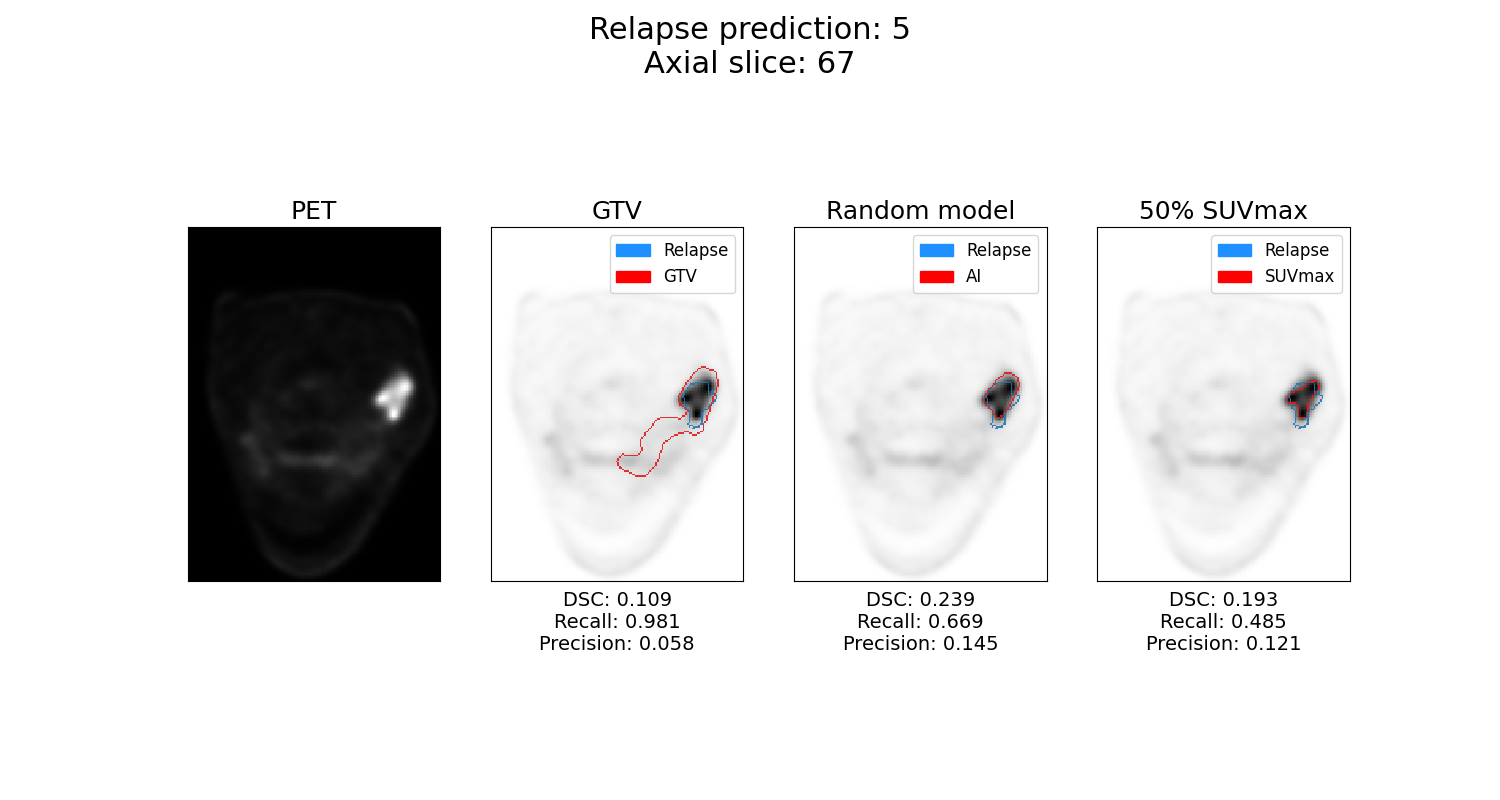 Relapse prediction: 5
Axial slice: 67
PET
GTV
Relapse
GTV
DSC: 0.109
Recall: 0.981
Precision: 0.058
Random model
Relapse
AI
DSC: 0.239
Recall: 0.669
Precision: 0.145
50% SUVmax
Relapse
SUVmax
DSC: 0.193
Recall: 0.485
Precision: 0.121